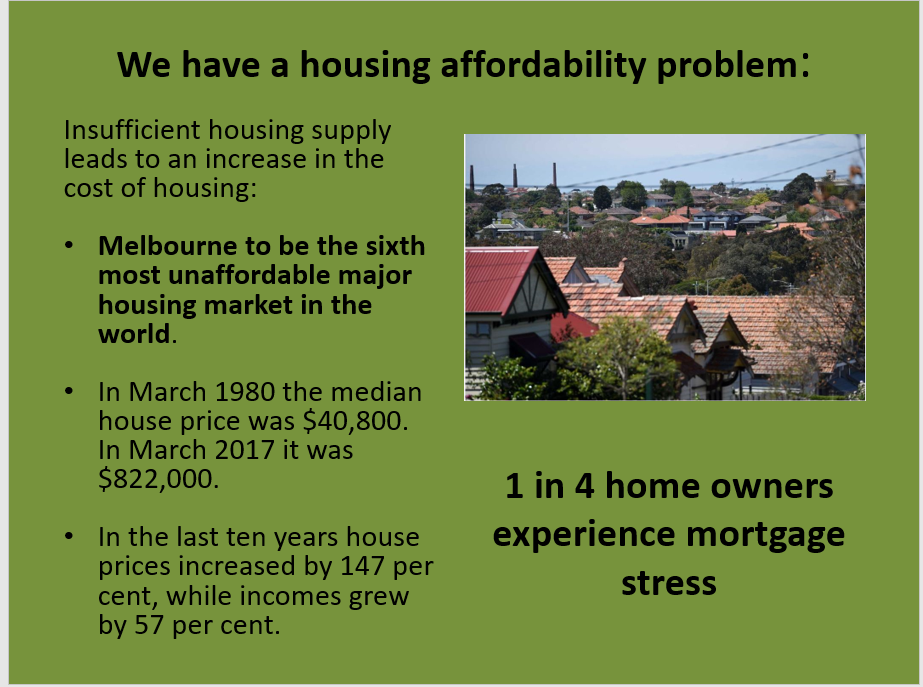 We have a housing affordability problem:
Insufficient housing supply
leads to an increase in the
cost of housing:
• Melbourne to be the sixth
most unaffordable major
housing market in the
world.
• In March 1980 the median
house price was $40,800.
In March 2017 it was
$822,000.
• In the last ten years house
prices increased by 147 per
cent, while incomes grew
by 57 per cent.
1 in 4 home owners
experience mortgage
stress